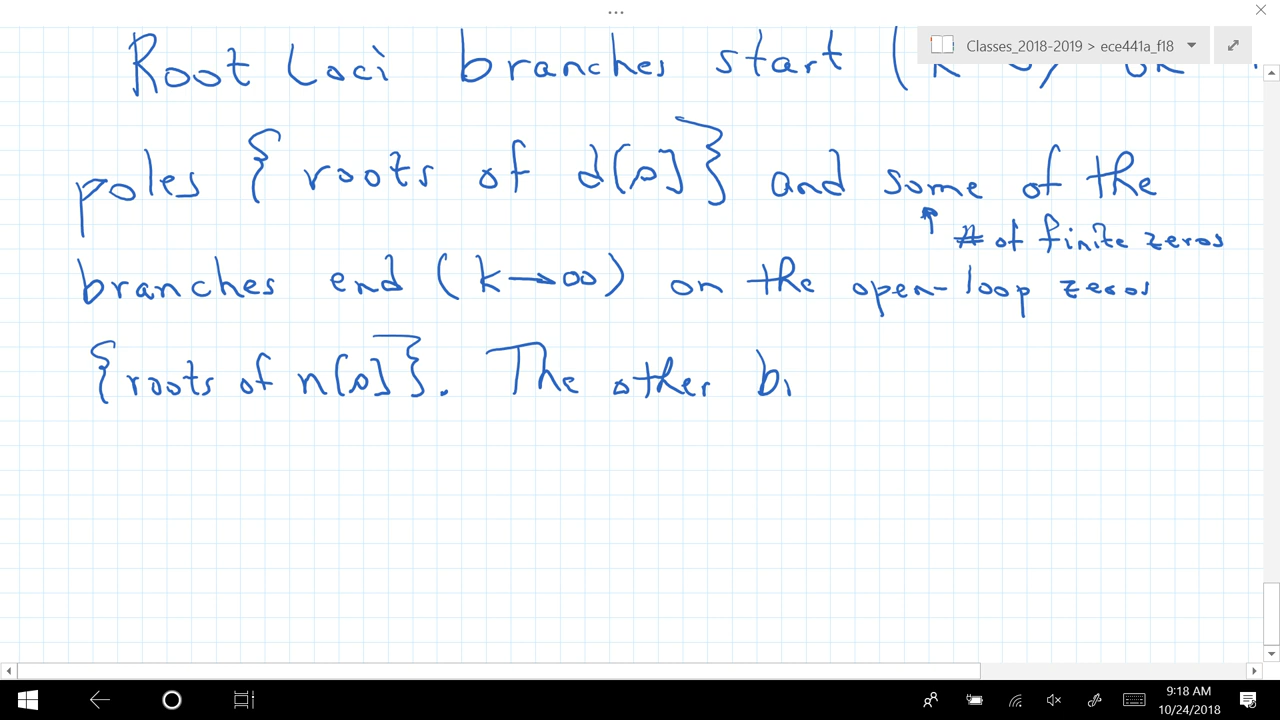 Classes_2018-2019 > ece441a_f18
Root Loci branches start (k
poles {roots of d(s)} and some of the
# of finite zeros
branches end (k→∞) on the open-loop zeros
{roots of n(s)}. The other
9:18 AM
10/24/2018